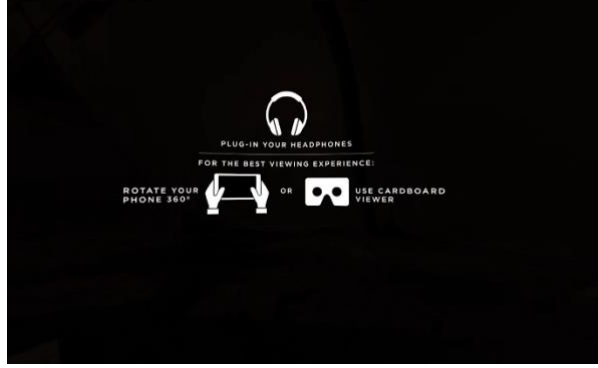 PLUG-IN YOUR HEADPHONES
FOR THE BEST VIEWING EXPERIENCE:
ROTATE YOUR
PHONE 360°
OR
USE CARDBOARD
VIEWER